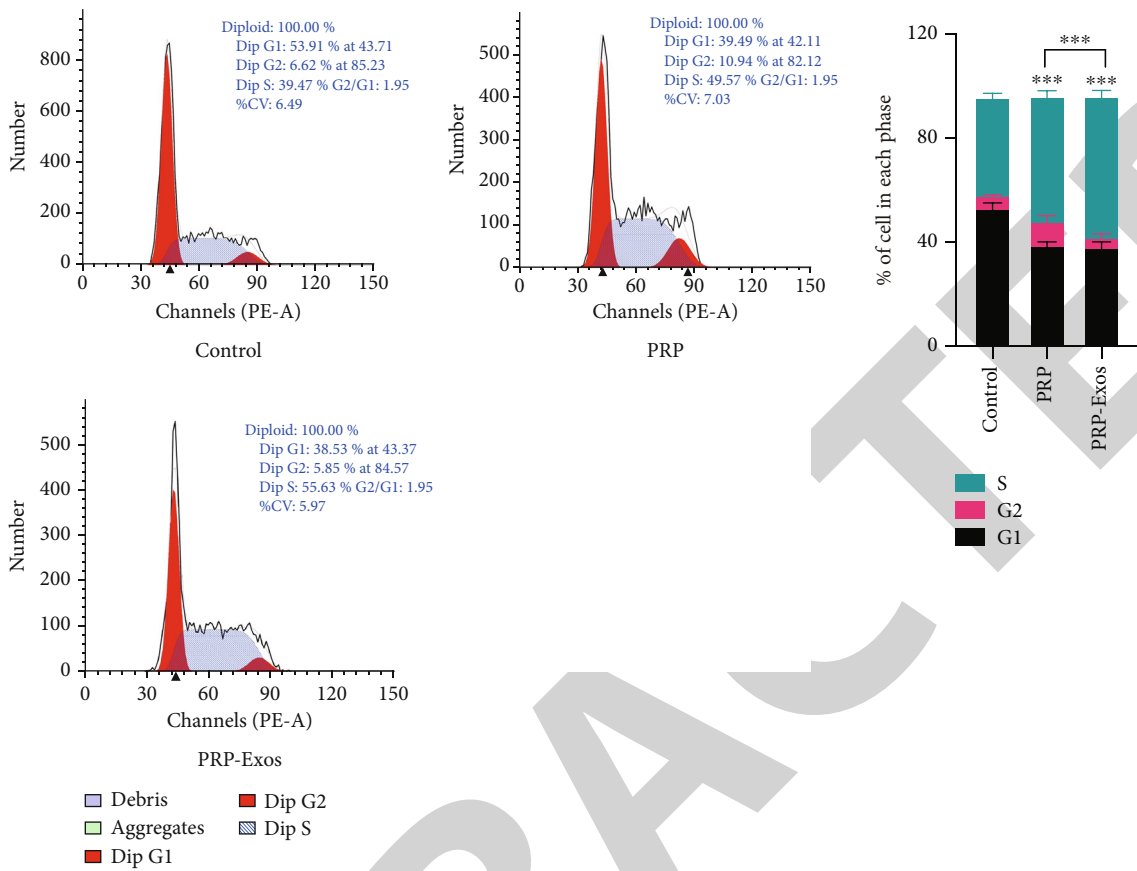 Diploid: 100.00 %
Dip G1: 53.91 % at 43.71
Dip G2: 6.62 % at 85.23
Dip S: 39.47 % G2/G1: 1.95
%CV: 6.49
Number
800
600
400
200
0
0 30 60 90 120 150
Channels (PE-A)
Control
Diploid: 100.00 %
Dip G1: 39.49 % at 42.11
Dip G2: 10.94 % at 82.12
Dip S: 49.57 % G2/G1: 1.95
%CV: 7.03
Number
500
400
300
200
100
0
0 30 60 90 120 150
Channels (PE-A)
PRP
% of cell in each phase
120
80
40
0
***
*** ***
Control
PRP
PRP-Exos
S
G2
G1
Diploid: 100.00 %
Dip G1: 38.53 % at 43.37
Dip G2: 5.85 % at 84.57
Dip S: 55.63 % G2/G1: 1.95
%CV: 5.97
Number
500
400
300
200
100
0
0 30 60 90 120 150
Channels (PE-A)
PRP-Exos
Debris
Aggregates
Dip G1
Dip G2
Dip S